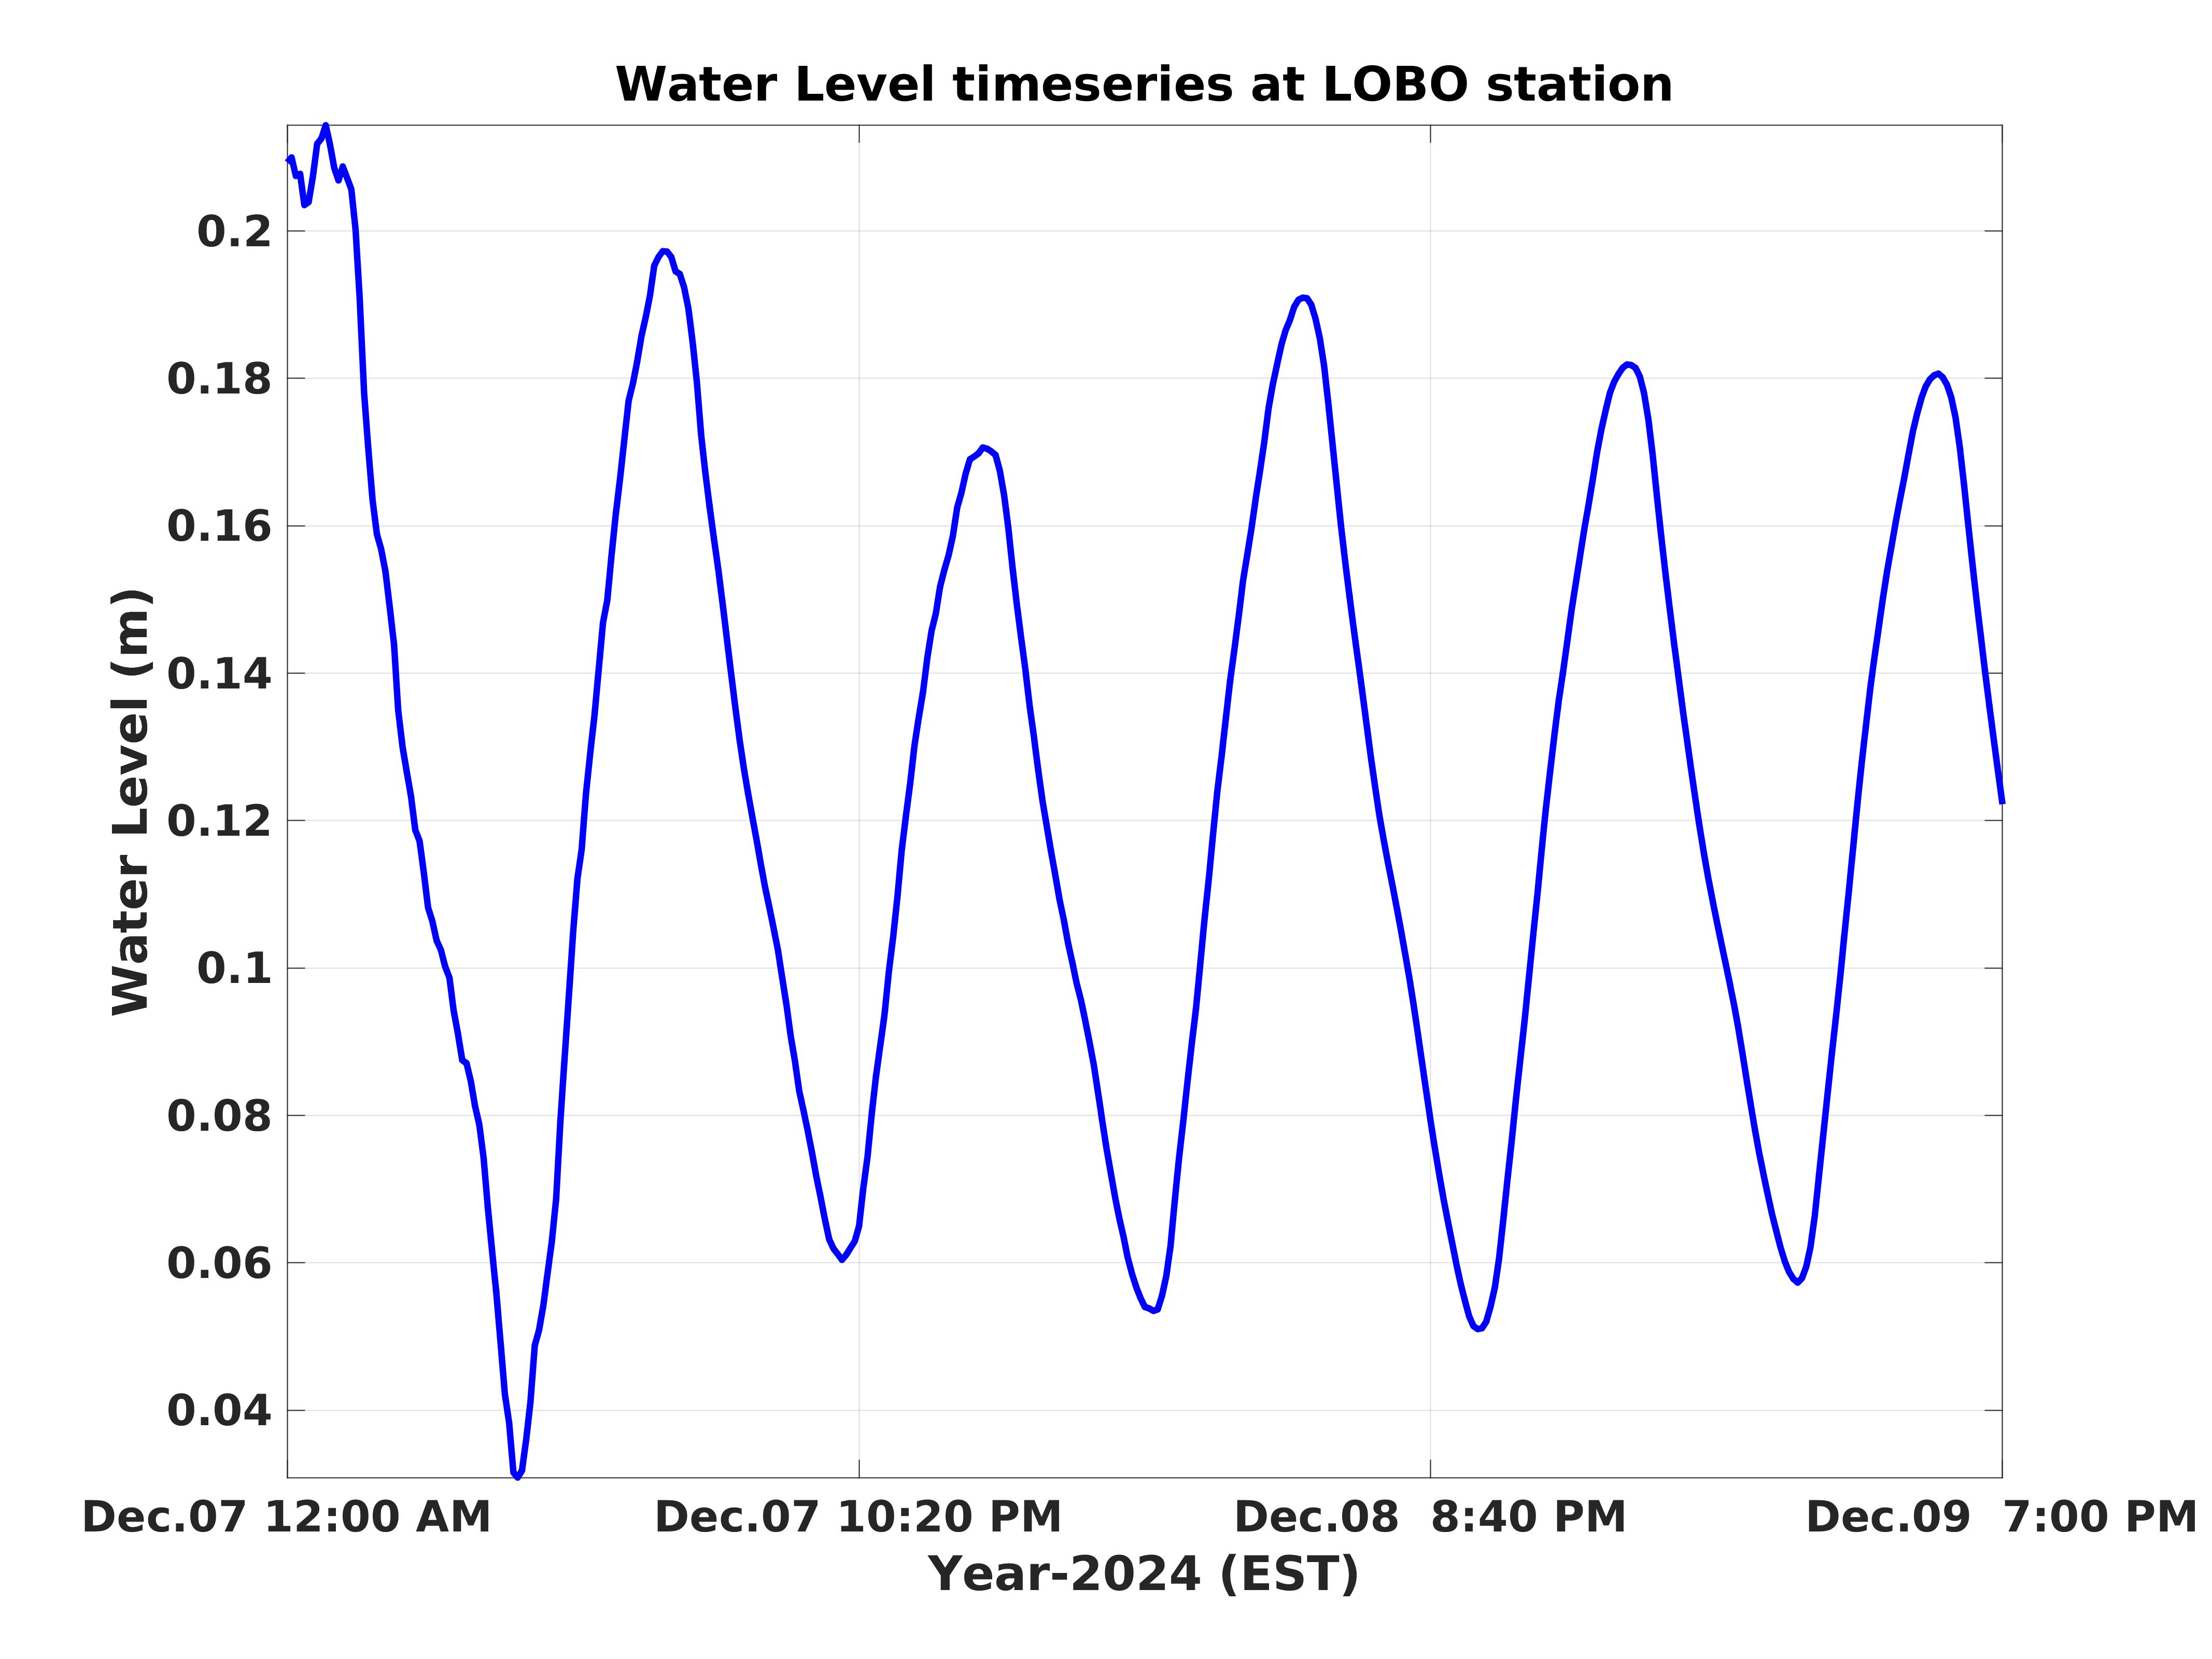 Water Level timeseries at LOBO station
Water Level (m)
0.2
0.18
0.16
0.14
0.12
0.1
0.08
0.06
0.04
Dec.07 12:00 AM
Dec.07 10:20 PM
Dec.08  8:40 PM
Dec.09  7:00 PM
Year-2024 (EST)